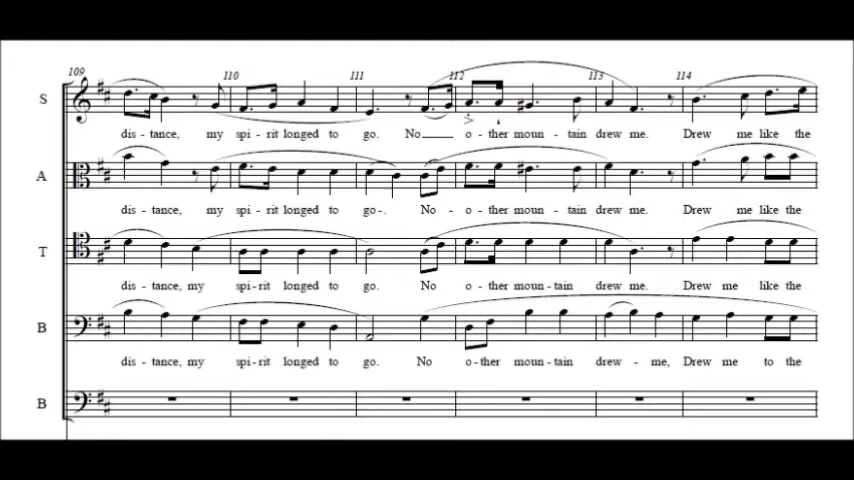 109 110 111 112 113 114
S
dis - tance, my spi - rit longed to go. No o - ther moun - tain drew me. Drew me like the
A
dis - tance, my spi - rit longed to go-. No - o - ther moun - tain drew me. Drew me like the
T
dis - tance, my spi - rit longed to go. No o - ther moun - tain drew me. Drew me like the
B
dis - tance, my spi - rit longed to go. No o - ther moun - tain drew - me, Drew me to the
B